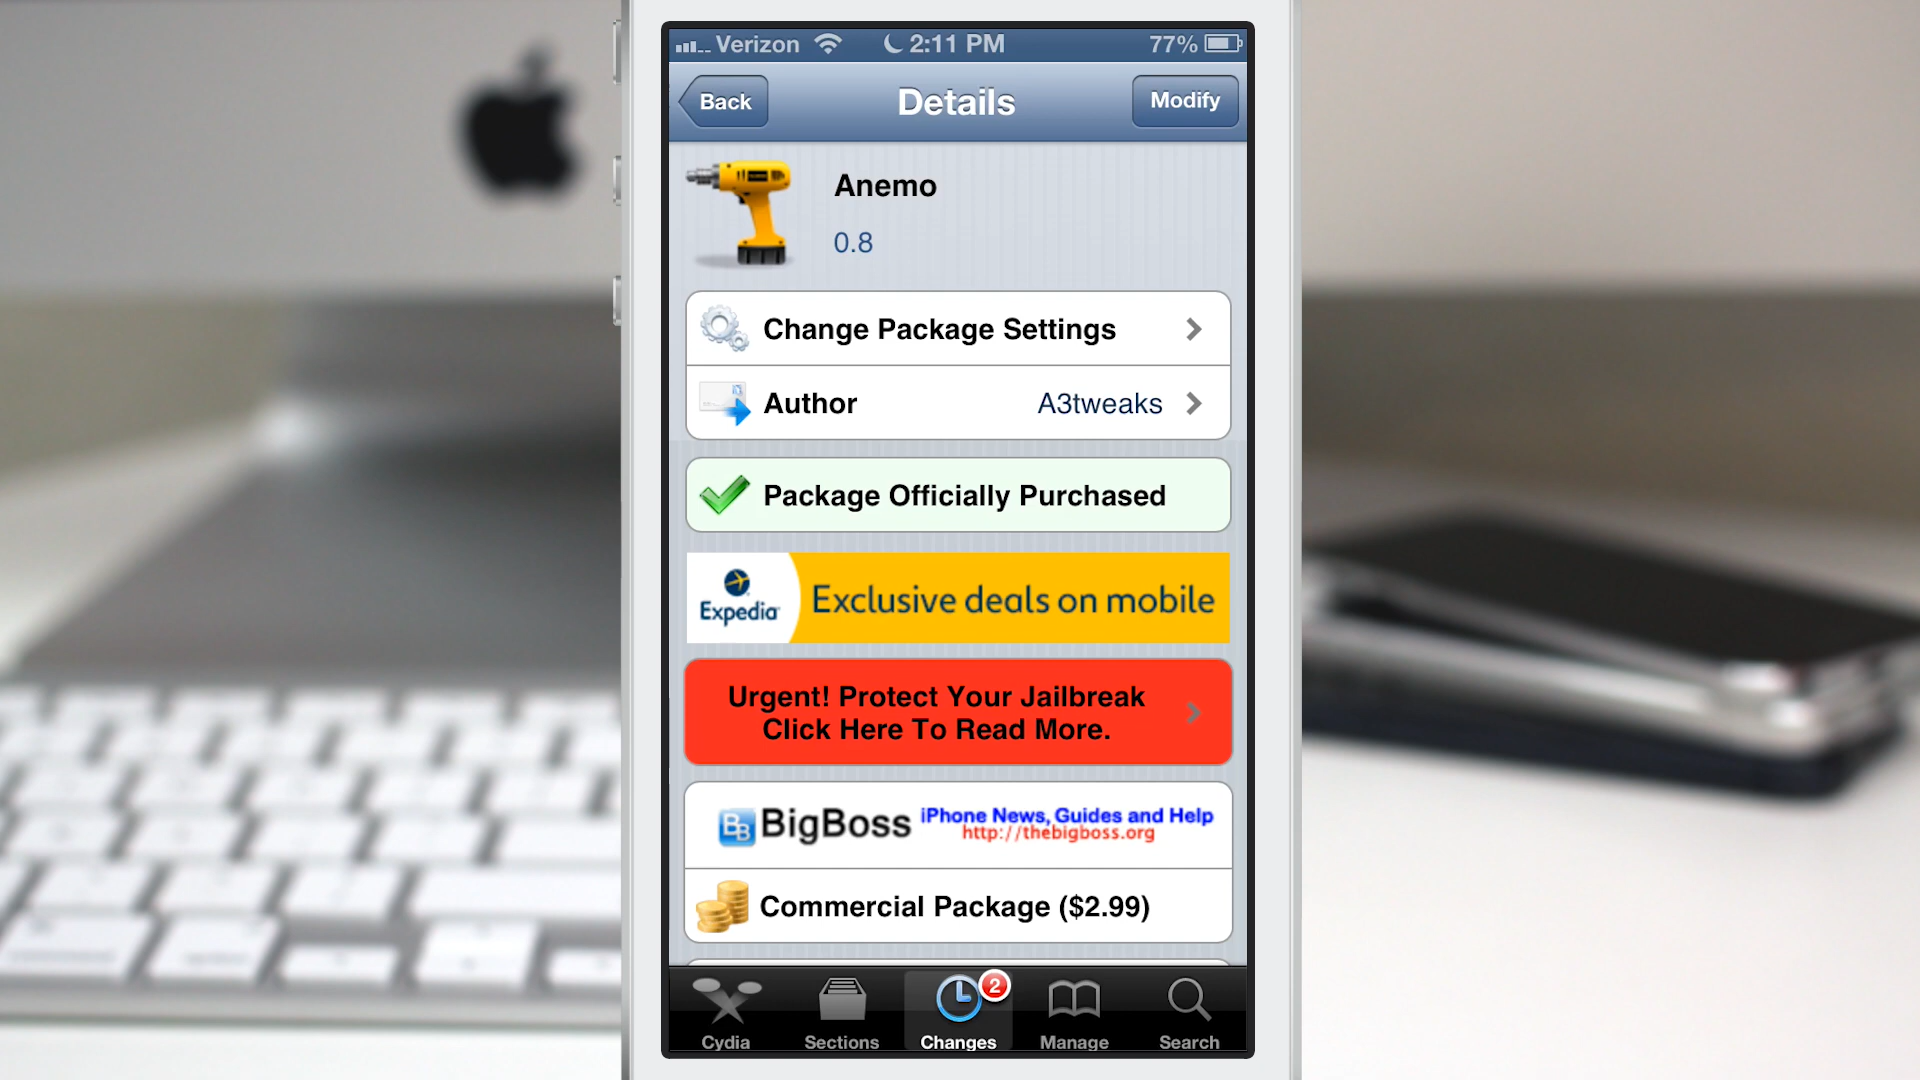 Verizon 2:11 PM 77%
Back Details Modify
Anemo
0.8
Change Package Settings
Author A3tweaks
Package Officially Purchased
Expedia Exclusive deals on mobile
Urgent! Protect Your Jailbreak
Click Here To Read More.
BB BigBoss iPhone News, Guides and Help
http://thebigboss.org
Commercial Package ($2.99)
2
Cydia Sections Changes Manage Search